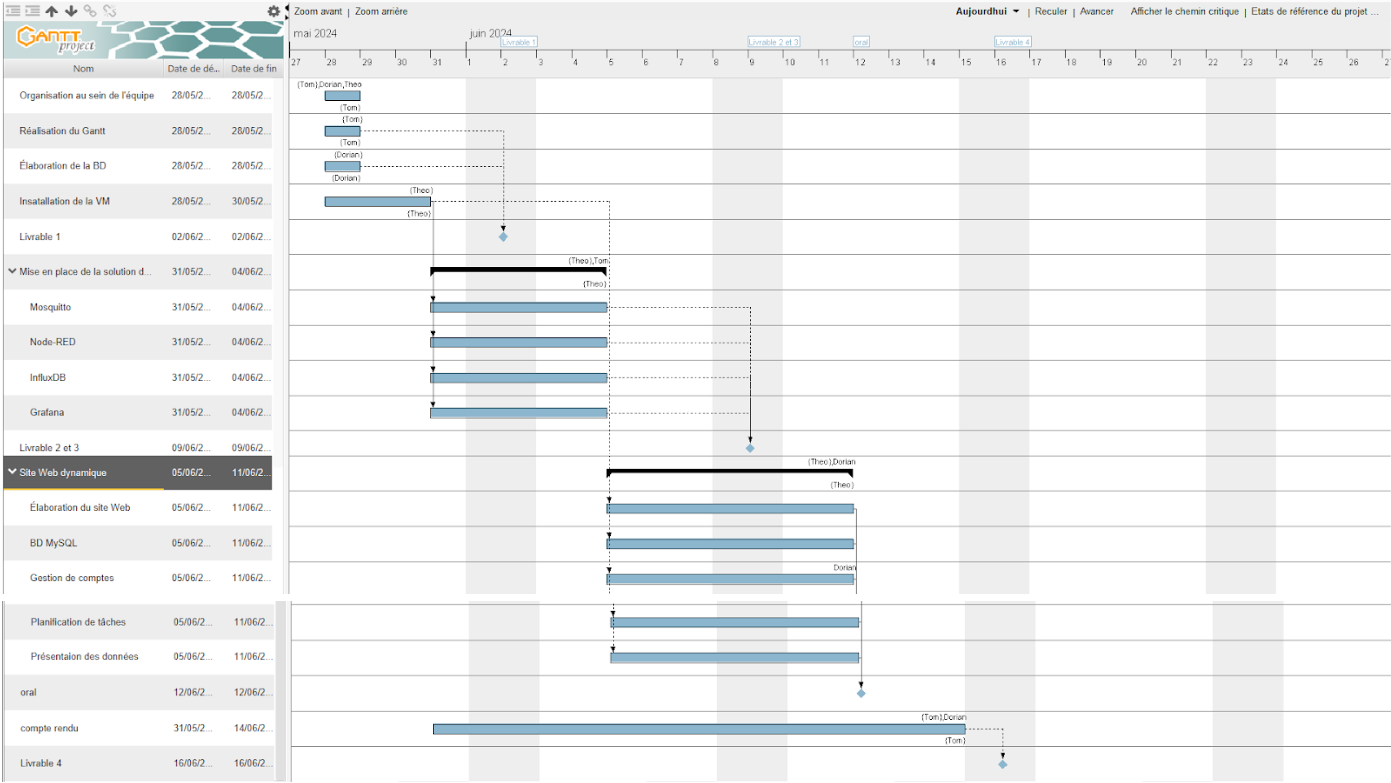 Zoom avant | Zoom arrière
Aujourd'hui | Reculer | Avancer Afficher le chemin critique | Etats de référence du projet ...
GANTT
project
mai 2024 juin 2024
Livrable 1 Livrable 2 et 3 oral Livrable 4
Nom Date de dé... Date de fin
27 28 29 30 31 1 2 3 4 5 6 7 8 9 10 11 12 13 14 15 16 17 18 19 20 21 22 23 24 25 26 2
(Tom),Dorian,Theo
Organisation au sein de l'équipe 28/05/2... 28/05/2...
(Tom)
(Tom)
Réalisation du Gantt 28/05/2... 28/05/2...
(Tom)
(Dorian)
Élaboration de la BD 28/05/2... 28/05/2...
(Dorian)
(Theo)
Insatallation de la VM 28/05/2... 30/05/2...
(Theo)
Livrable 1 02/06/2... 02/06/2...
(Theo),Tom
Mise en place de la solution d... 31/05/2... 04/06/2...
(Theo)
Mosquitto 31/05/2... 04/06/2...
Node-RED 31/05/2... 04/06/2...
InfluxDB 31/05/2... 04/06/2...
Grafana 31/05/2... 04/06/2...
Livrable 2 et 3 09/06/2... 09/06/2...
(Theo),Dorian
Site Web dynamique 05/06/2... 11/06/2...
(Theo)
Élaboration du site Web 05/06/2... 11/06/2...
BD MySQL 05/06/2... 11/06/2...
Dorian
Gestion de comptes 05/06/2... 11/06/2...
Planification de tâches 05/06/2... 11/06/2...
Présentaion des données 05/06/2... 11/06/2...
oral 12/06/2... 12/06/2...
(Tom),Dorian
compte rendu 31/05/2... 14/06/2...
(Tom)
Livrable 4 16/06/2... 16/06/2...